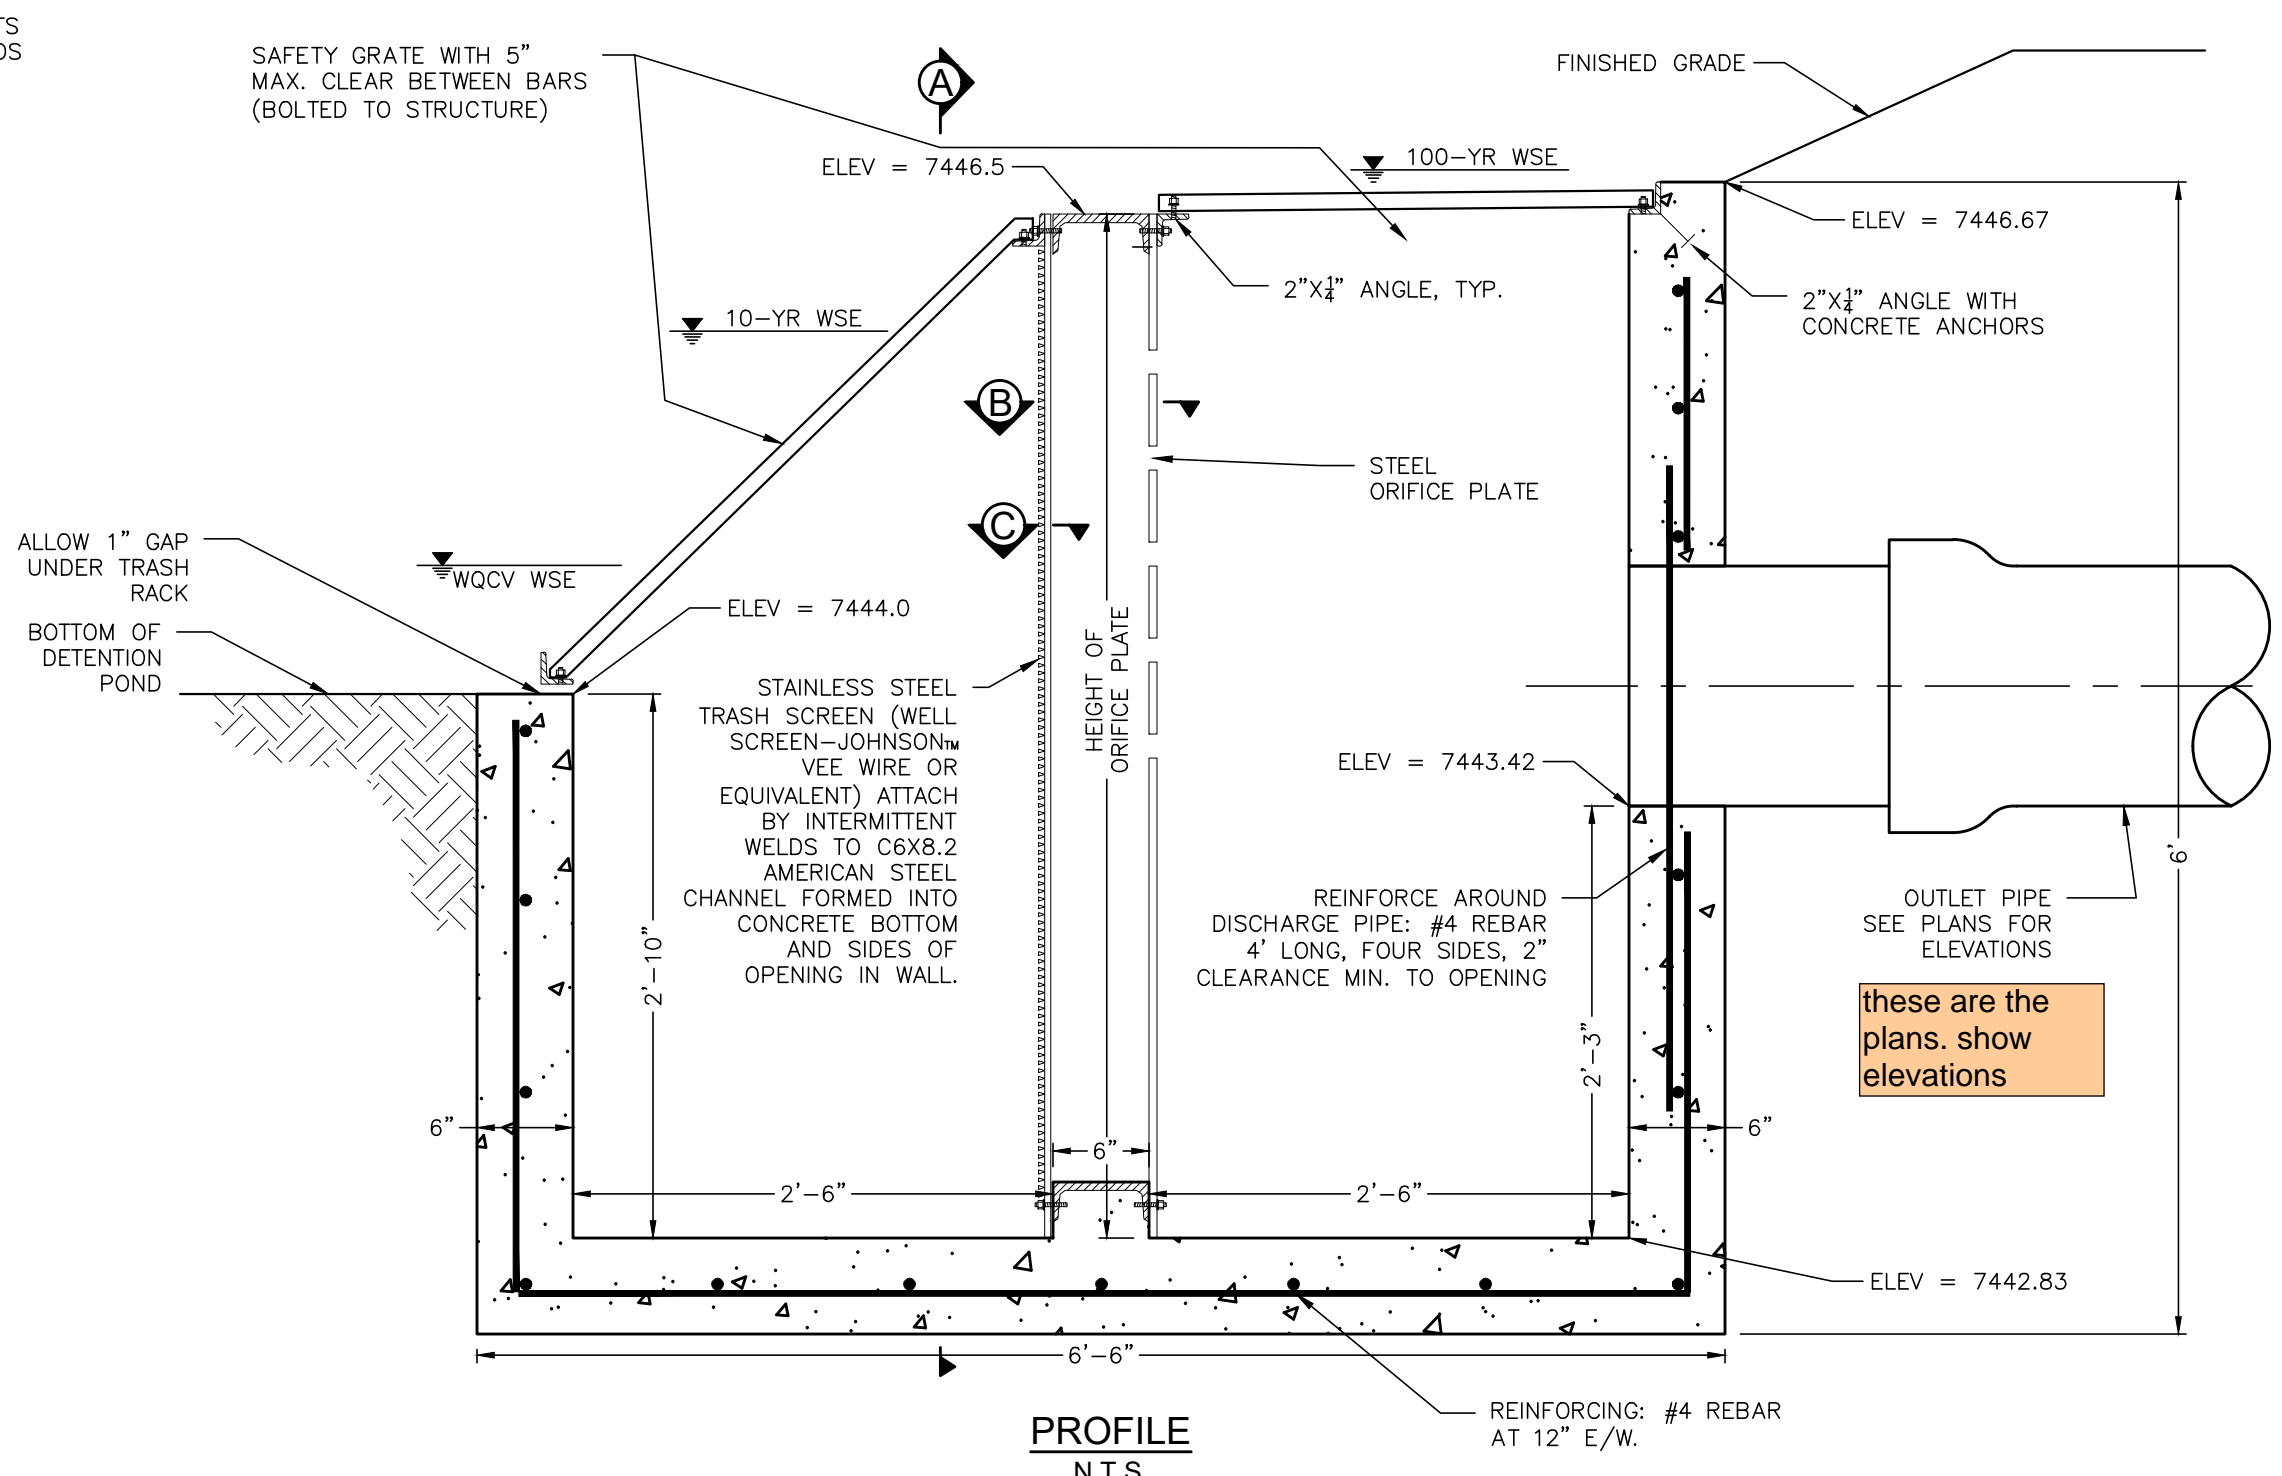 TS
OS
SAFETY GRATE WITH 5"
MAX. CLEAR BETWEEN BARS
(BOLTED TO STRUCTURE)
A
FINISHED GRADE
ELEV = 7446.5
100-YR WSE
ELEV = 7446.67
2"X1/4" ANGLE, TYP.
2"X1/4" ANGLE WITH
CONCRETE ANCHORS
10-YR WSE
B
STEEL
ORIFICE PLATE
C
ALLOW 1" GAP
UNDER TRASH
RACK
WQCV WSE
ELEV = 7444.0
BOTTOM OF
DETENTION
POND
HEIGHT OF
ORIFICE PLATE
STAINLESS STEEL
TRASH SCREEN (WELL
SCREEN-JOHNSON™
VEE WIRE OR
EQUIVALENT) ATTACH
BY INTERMITTENT
WELDS TO C6X8.2
AMERICAN STEEL
CHANNEL FORMED INTO
CONCRETE BOTTOM
AND SIDES OF
OPENING IN WALL.
ELEV = 7443.42
6'
REINFORCE AROUND
DISCHARGE PIPE: #4 REBAR
4' LONG, FOUR SIDES, 2"
CLEARANCE MIN. TO OPENING
OUTLET PIPE
SEE PLANS FOR
ELEVATIONS
these are the
plans. show
elevations
2'-10"
2'-3"
6"
6"
6"
2'-6"
2'-6"
ELEV = 7442.83
6'-6"
REINFORCING: #4 REBAR
AT 12" E/W.
PROFILE
N.T.S.